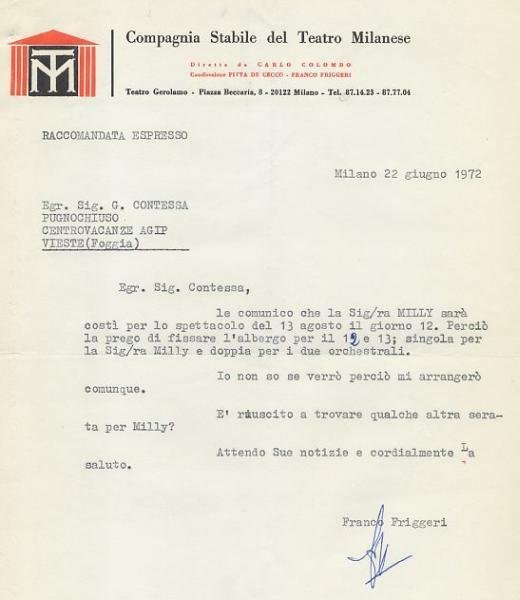 TM
Compagnia Stabile del Teatro Milanese
Diretta da CARLO COLOMBO
Condirezione PITTA DE CECCO - FRANCO FRIGGERI
Teatro Gerolamo - Piazza Beccaria, 8 - 20122 Milano - Tel. 87.14.23 - 87.77.04
RACCOMANDATA ESPRESSO
Milano 22 giugno 1972
Egr. Sig. G. CONTESSA
PUGNOCHIUSO
CENTROVACANZE AGIP
VIESTE(Foggia)
Egr. Sig. Contessa,
le comunico che la Sig/ra MILLY sarà
costì per lo spettacolo del 13 agosto il giorno 12. Perciò
la prego di fissare l'albergo per il 12 e 13; singola per
la Sig/ra Milly e doppia per i due orchestrali.
Io non so se verrò perciò mi arrangerò
comunque.
E' riuscito a trovare qualche altra sera-
ta per Milly?
Attendo Sue notizie e cordialmente La
saluto.
Franco Friggeri